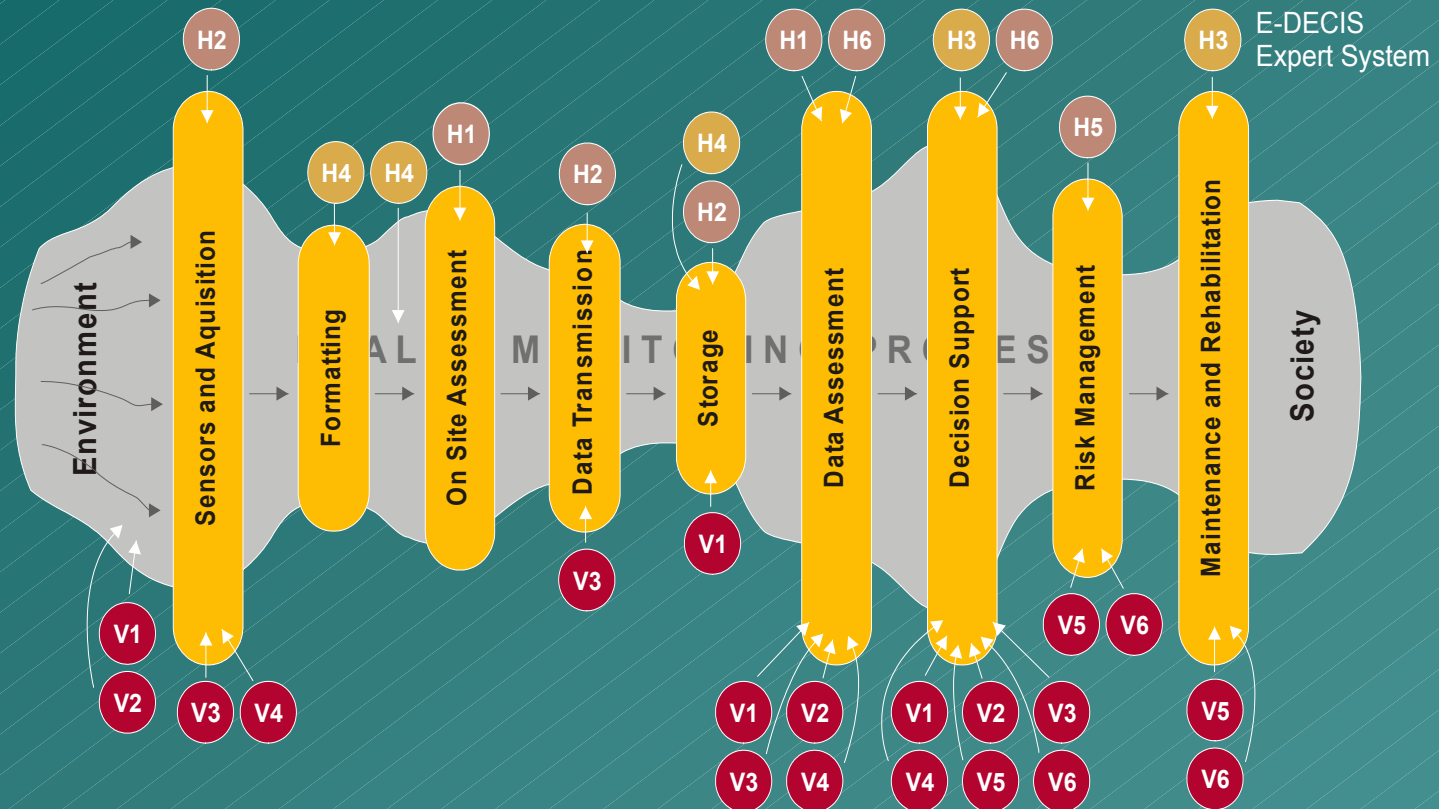 H2
H1
H6
H3
H6
H3
E-DECIS
Expert System
H4
H4
H1
H2
H4
H2
H5
Environment
Sensors and Aquisition
Formatting
On Site Assessment
Data Transmission
Storage
Data Assessment
Decision Support
Risk Management
Maintenance and Rehabilitation
Society
V1
V2
V3
V4
V3
V1
V1
V2
V3
V4
V1
V2
V3
V4
V5
V6
V5
V6
V5
V6